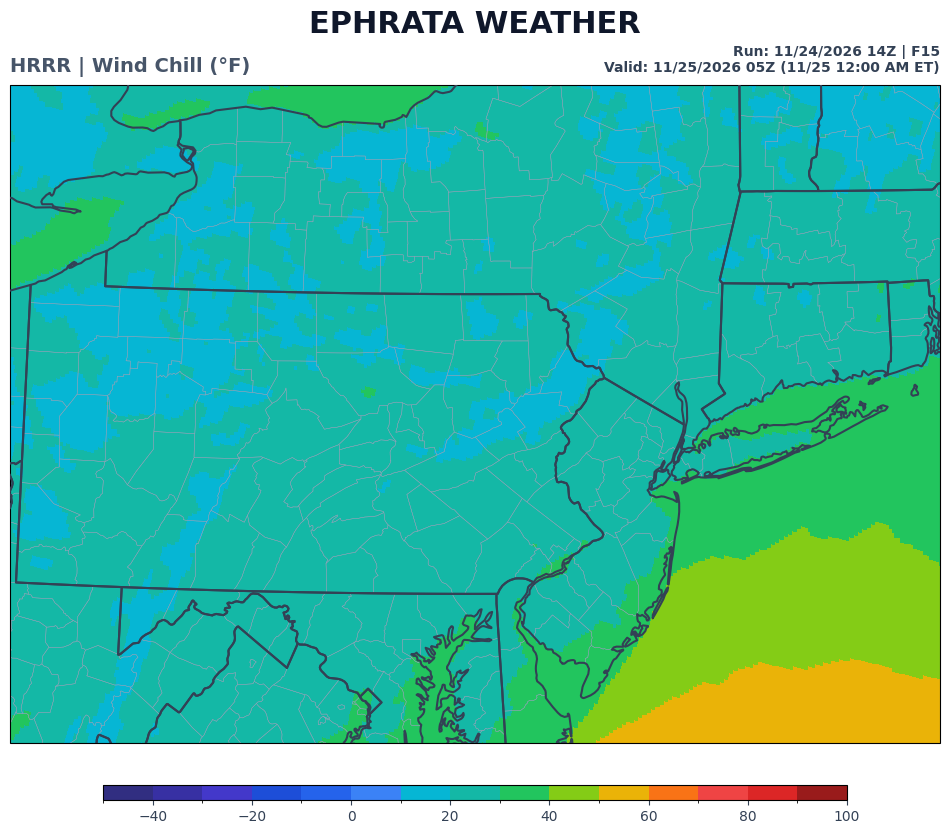 EPHRATA WEATHER
HRRR | Wind Chill (°F)
Run: 11/24/2026 14Z | F15
Valid: 11/25/2026 05Z (11/25 12:00 AM ET)
−40 −20 0 20 40 60 80 100